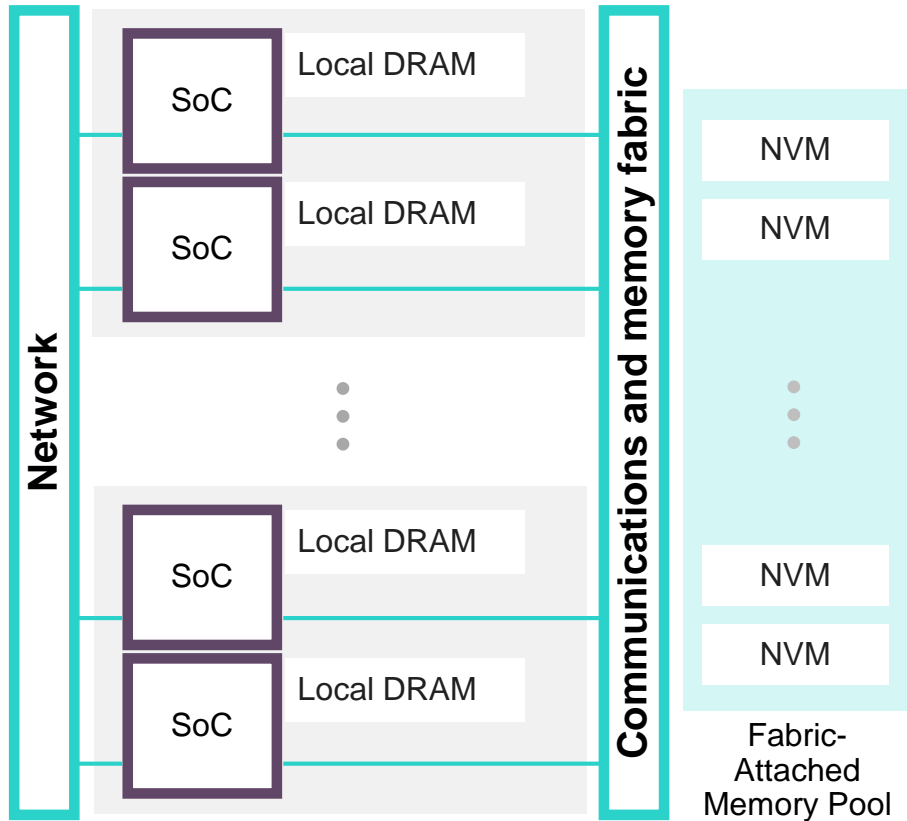 Network
SoC
Local DRAM
SoC
Local DRAM
SoC
Local DRAM
SoC
Local DRAM
Communications and memory fabric
NVM
NVM
NVM
NVM
Fabric-
Attached
Memory Pool